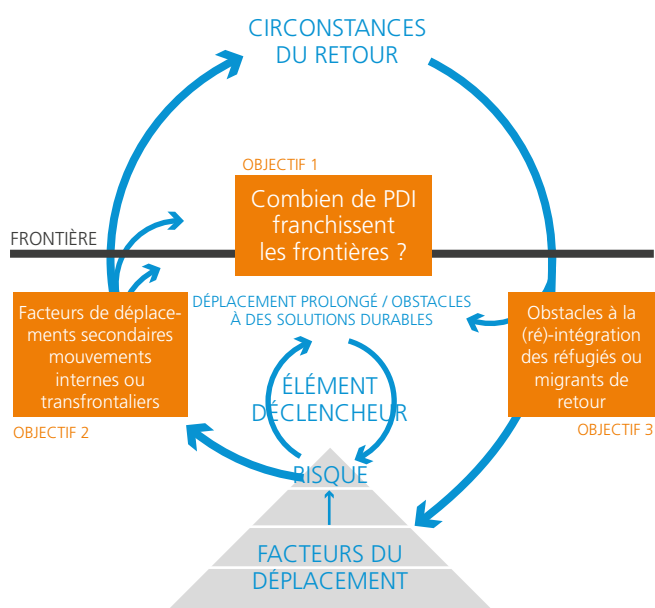 CIRCONSTANCES
DU RETOUR
OBJECTIF 1
Combien de PDI
franchissent
les frontières ?
FRONTIÈRE
Facteurs de déplace-
ments secondaires
mouvements
internes ou
transfrontaliers
OBJECTIF 2
DÉPLACEMENT PROLONGÉ / OBSTACLES
À DES SOLUTIONS DURABLES
Obstacles à la
(ré)-intégration
des réfugiés ou
migrants de
retour
OBJECTIF 3
ÉLÉMENT
DÉCLENCHEUR
RISQUE
FACTEURS DU
DÉPLACEMENT